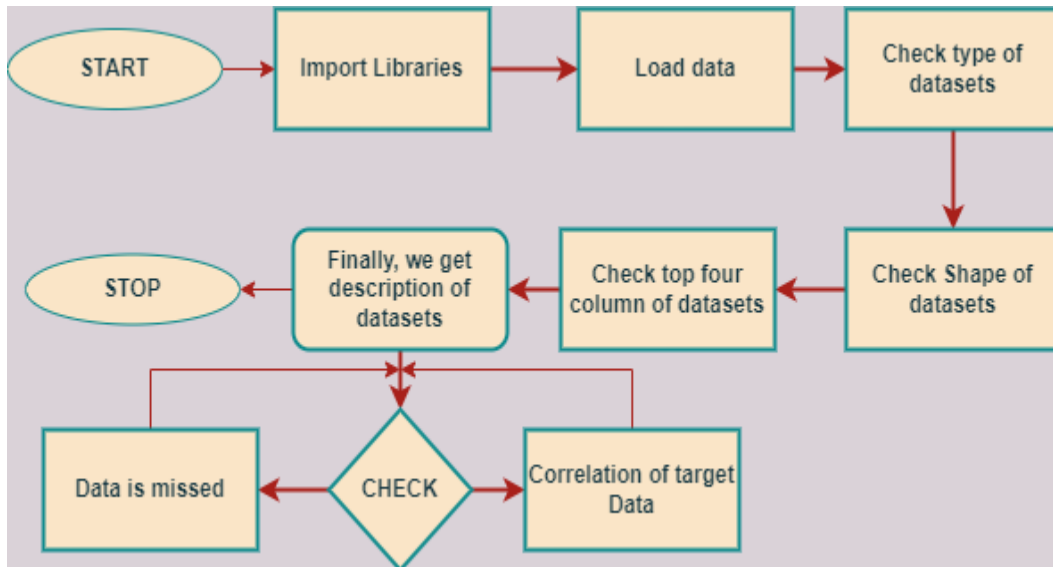 START
Import Libraries
Load data
Check type of
datasets
Check Shape of
datasets
Check top four
column of datasets
Finally, we get
description of
datasets
STOP
CHECK
Data is missed
Correlation of target
Data